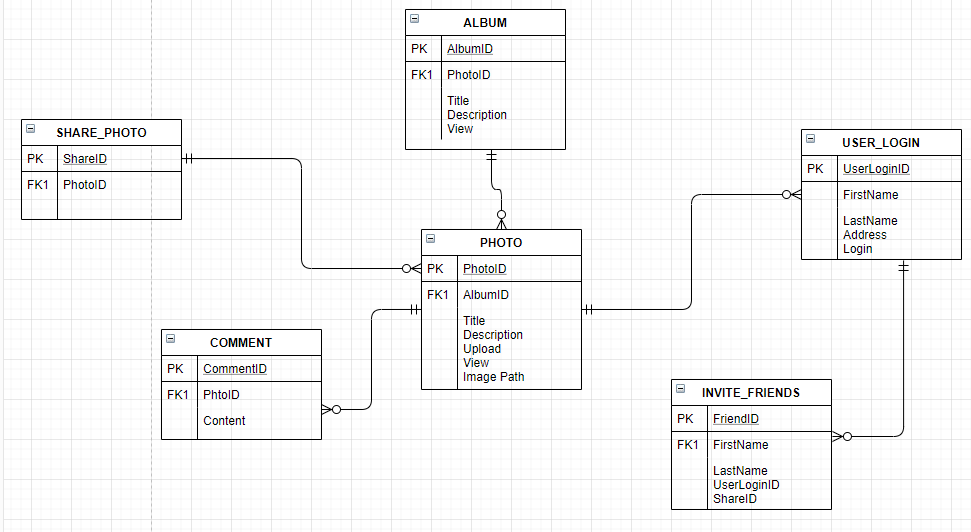 ALBUM
PK AlbumID
FK1 PhotoID
Title
Description
View
SHARE_PHOTO
PK ShareID
FK1 PhotoID
USER_LOGIN
PK UserLoginID
FirstName
LastName
Address
Login
PHOTO
PK PhotoID
FK1 AlbumID
Title
Description
Upload
View
Image Path
COMMENT
PK CommentID
FK1 PhtoID
Content
INVITE_FRIENDS
PK FriendID
FK1 FirstName
LastName
UserLoginID
ShareID